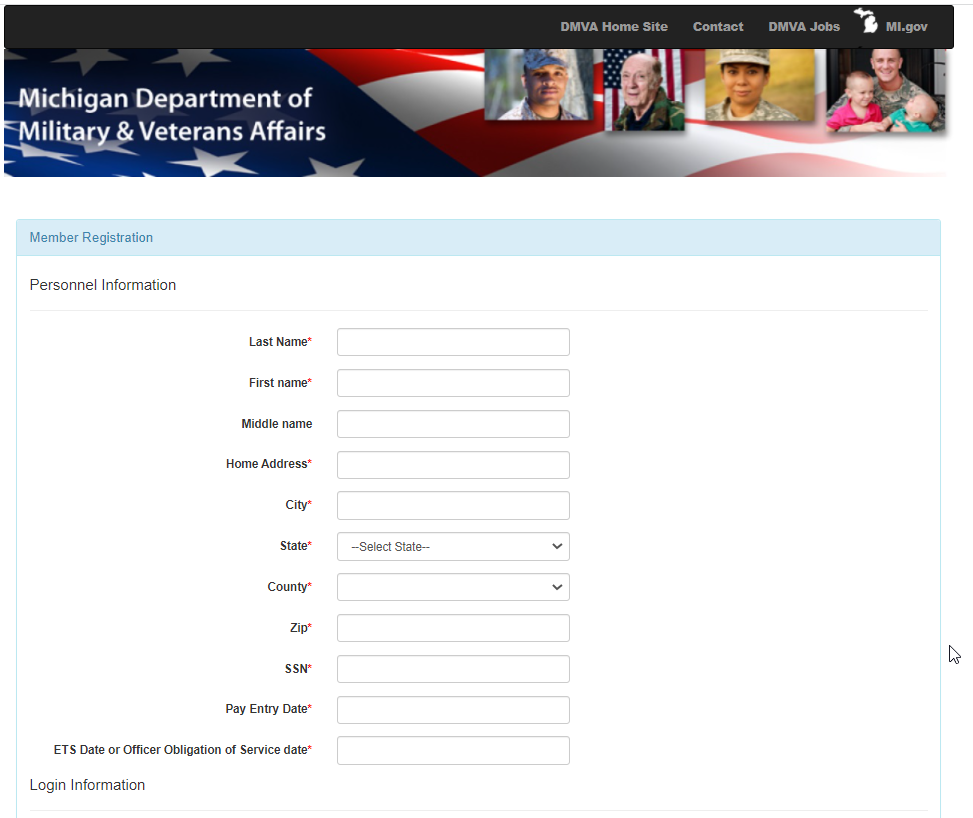 DMVA Home Site Contact DMVA Jobs MI.gov
Michigan Department of
Military & Veterans Affairs
Member Registration
Personnel Information
Last Name*
First name*
Middle name
Home Address*
City*
State* --Select State--
County*
Zip*
SSN*
Pay Entry Date*
ETS Date or Officer Obligation of Service date*
Login Information